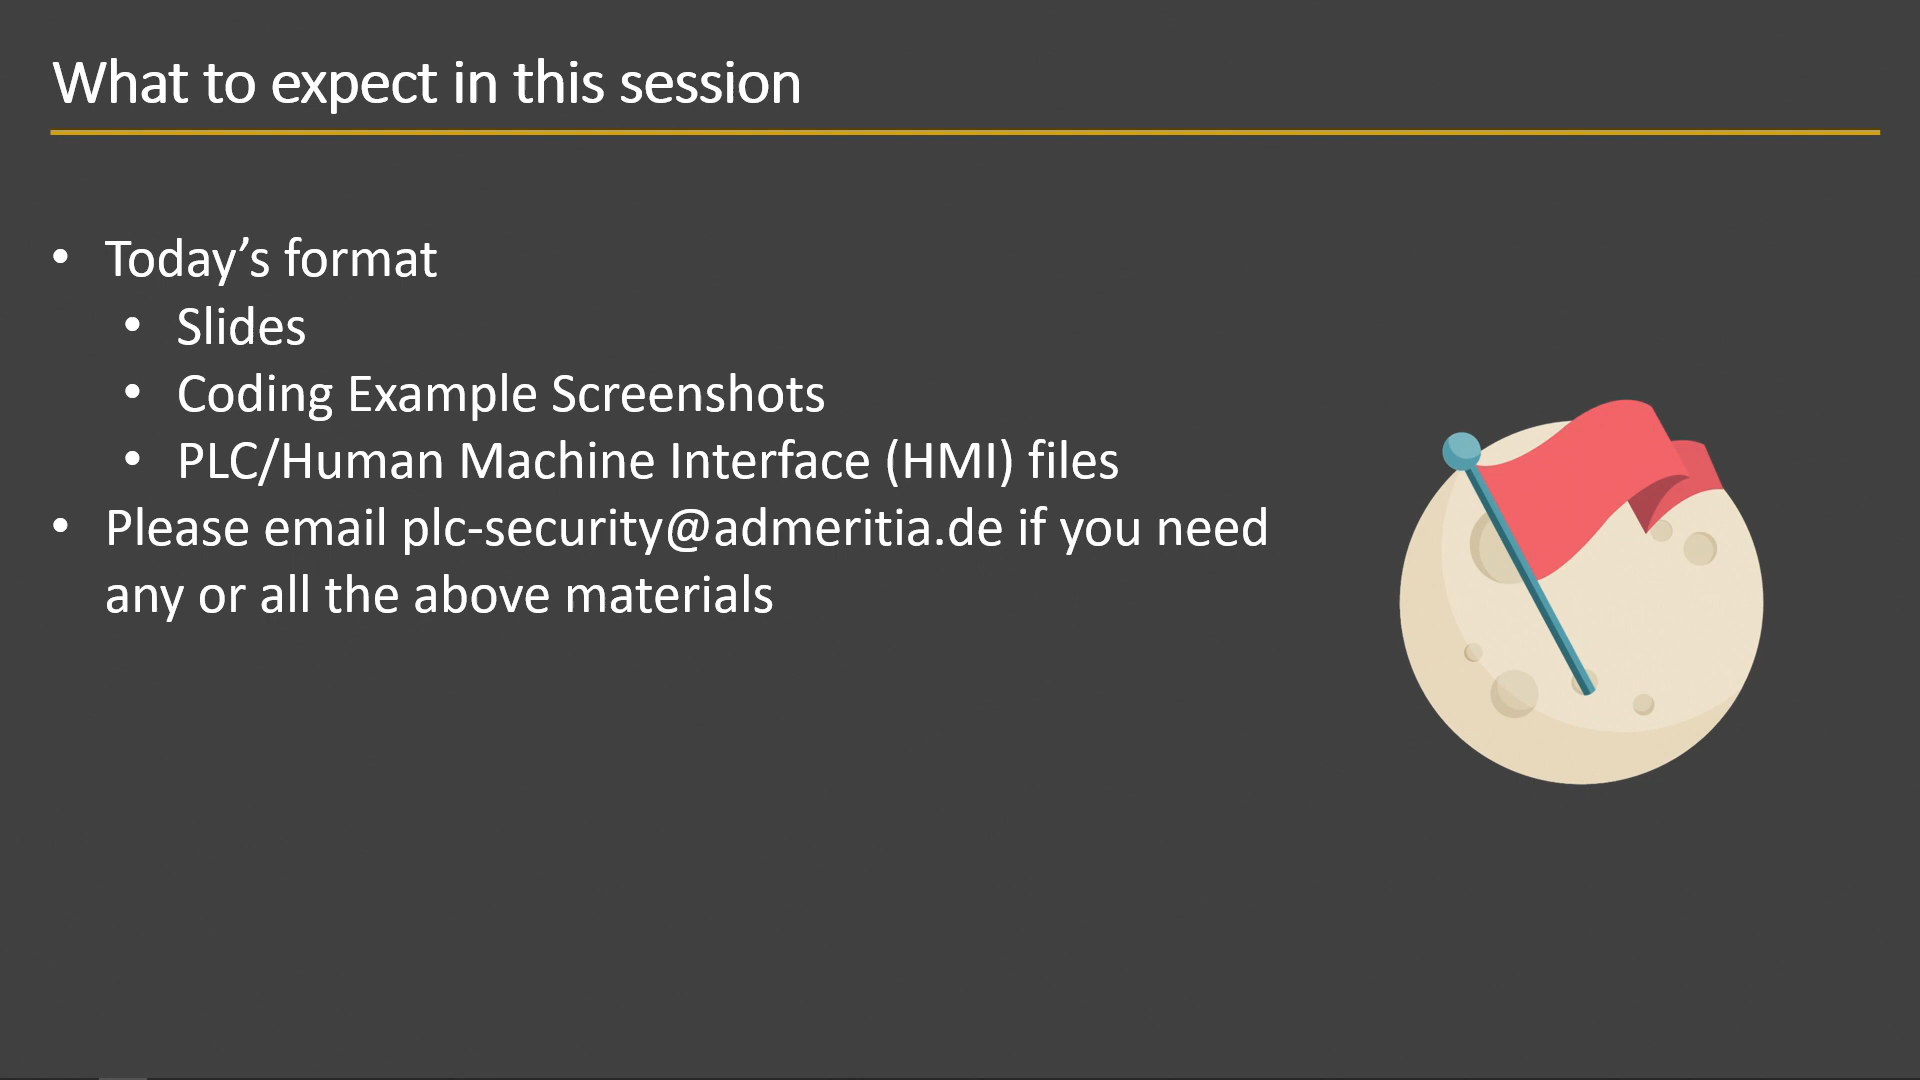 What to expect in this session
• Today’s format
• Slides
• Coding Example Screenshots
• PLC/Human Machine Interface (HMI) files
• Please email plc-security@admeritia.de if you need
any or all the above materials